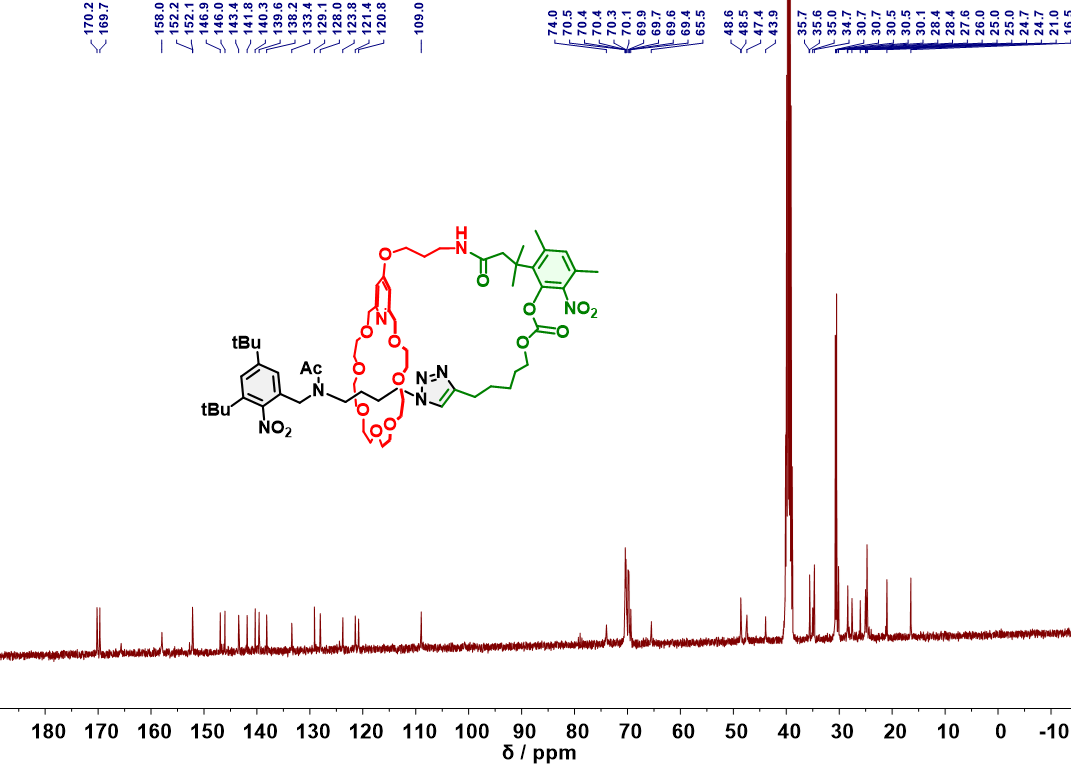 170.2
169.7
158.0
152.2
152.1
146.9
146.0
143.4
141.8
140.3
139.6
138.2
133.4
129.1
128.0
123.8
121.4
120.8
109.0
74.0
70.5
70.4
70.4
70.3
70.1
69.9
69.7
69.6
69.4
65.5
48.6
48.5
47.4
43.9
35.7
35.6
35.0
34.7
30.7
30.7
30.5
30.5
30.1
28.4
28.4
27.6
26.0
25.0
25.0
24.7
24.7
21.0
16.5
H
O
N
O
N
O
NO2
O
O
O
O
O
tBu
O
Ac
N
O
N
N
N
tBu
NO2
O
O
O
180 170 160 150 140 130 120 110 100 90 80 70 60 50 40 30 20 10 0 -10
δ / ppm